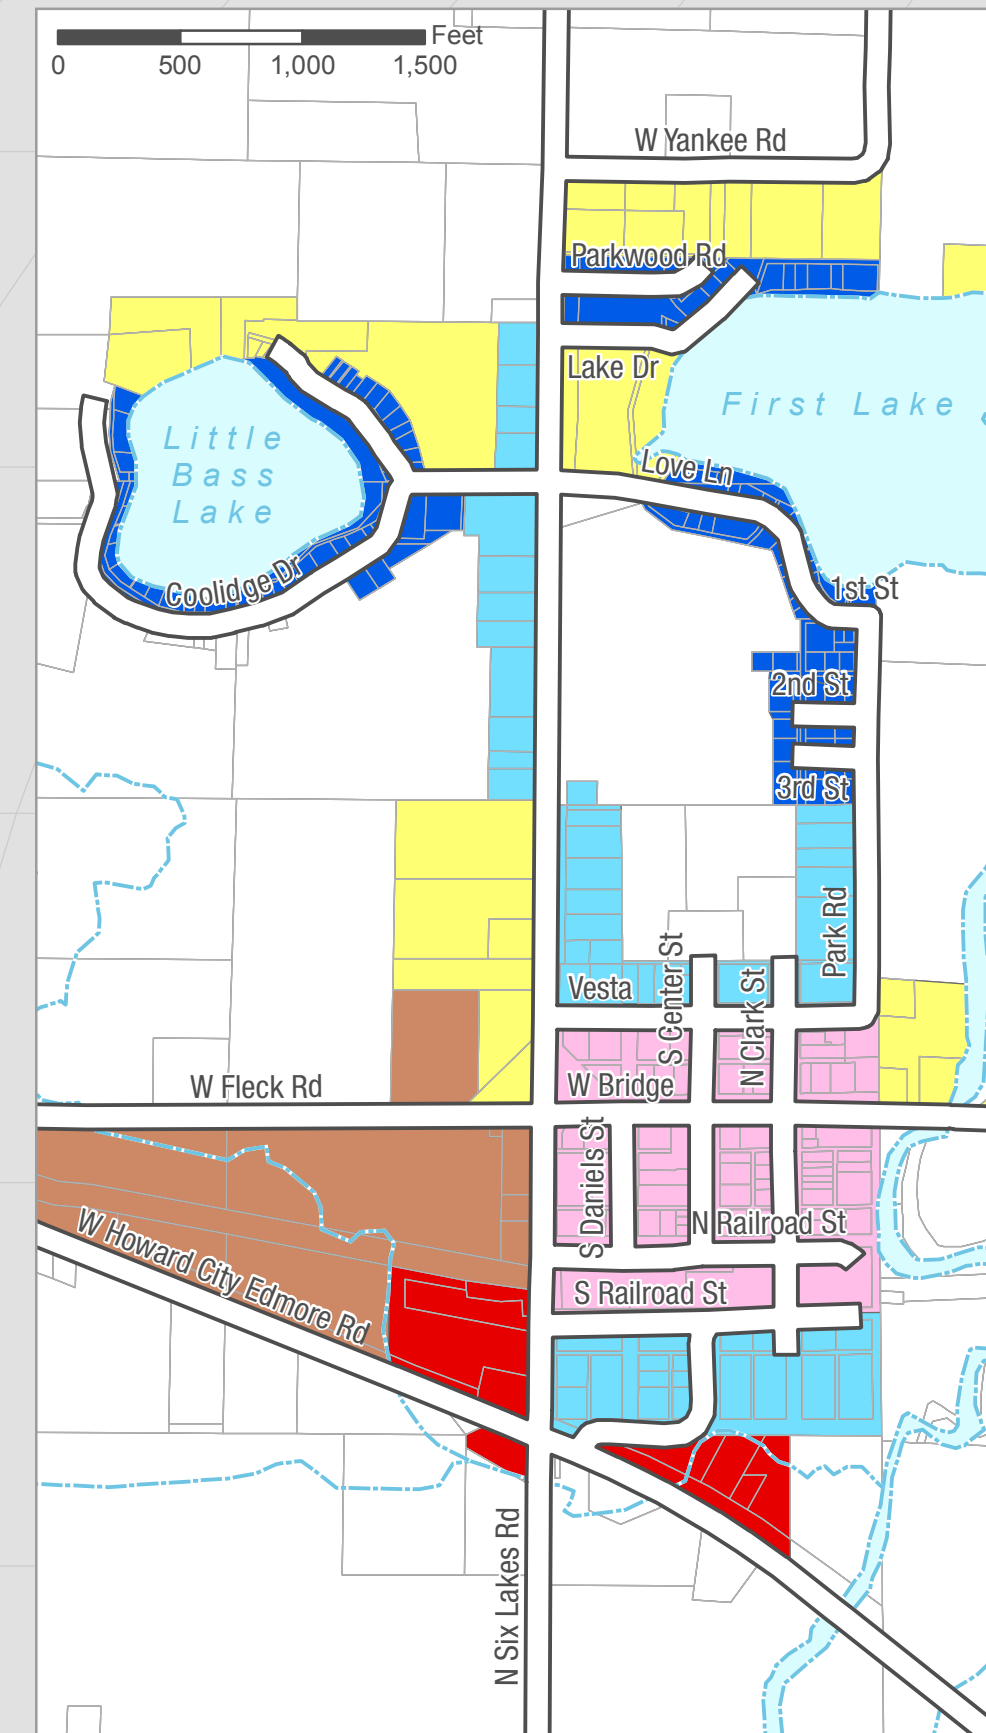 Feet
0 500 1,000 1,500
W Yankee Rd
Parkwood Rd
Lake Dr
First Lake
Little
Bass
Lake
Love Ln
Coolidge Dr
1st St
2nd St
3rd St
Park Rd
S Center St
Vesta
N Clark St
W Bridge
W Fleck Rd
S Daniels St
N Railroad St
W Howard City Edmore Rd
S Railroad St
N Six Lakes Rd